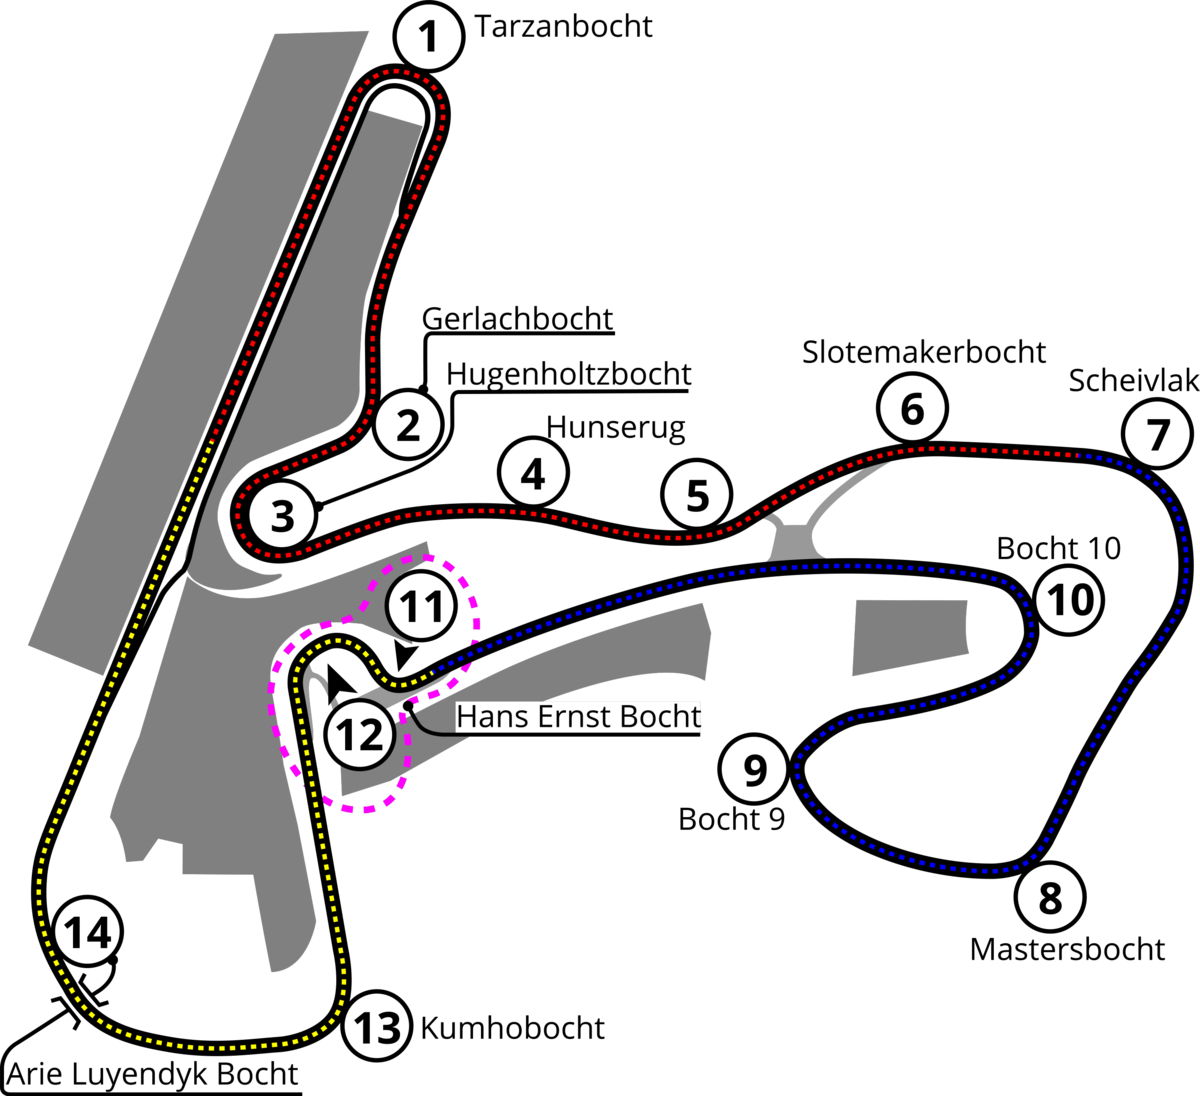 1
Tarzanbocht
Gerlachbocht
Hugenholtzbocht
2
3
Hunserug
4
5
Slotemakerbocht
6
Scheivlak
7
Bocht 10
10
11
12
Hans Ernst Bocht
9
Bocht 9
8
Mastersbocht
14
13
Kumhobocht
Arie Luyendyk Bocht